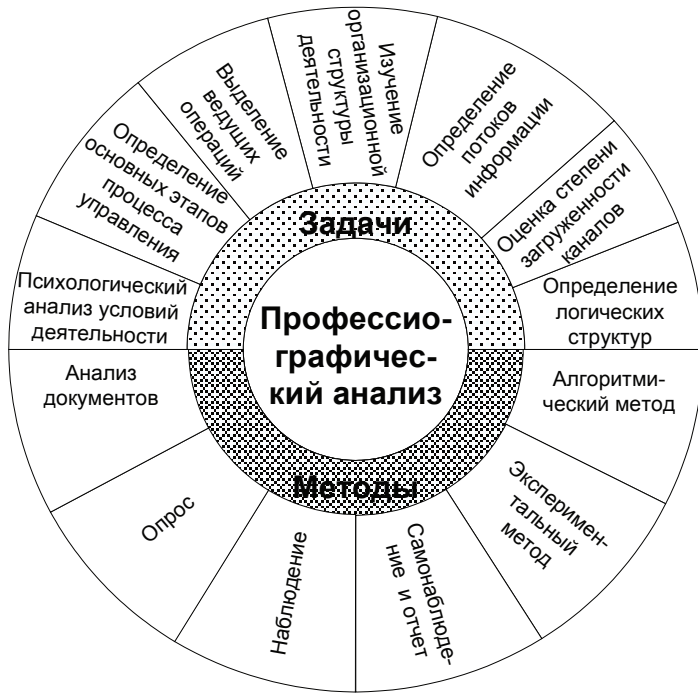 Профессио-
графичес-
кий анализ
Задачи
Психологический
анализ условий
деятельности
Определение
основных этапов
процесса
управления
Выделение
ведущих
операций
Изучение
организационной
структуры
деятельности
Определение
потоков
информации
Оценка степени
загруженности
каналов
Определение
логических
структур
Методы
Анализ
документов
Опрос
Наблюдение
Самонаблюде-
ние и отчет
Эксперимен-
тальный
метод
Алгоритми-
ческий метод